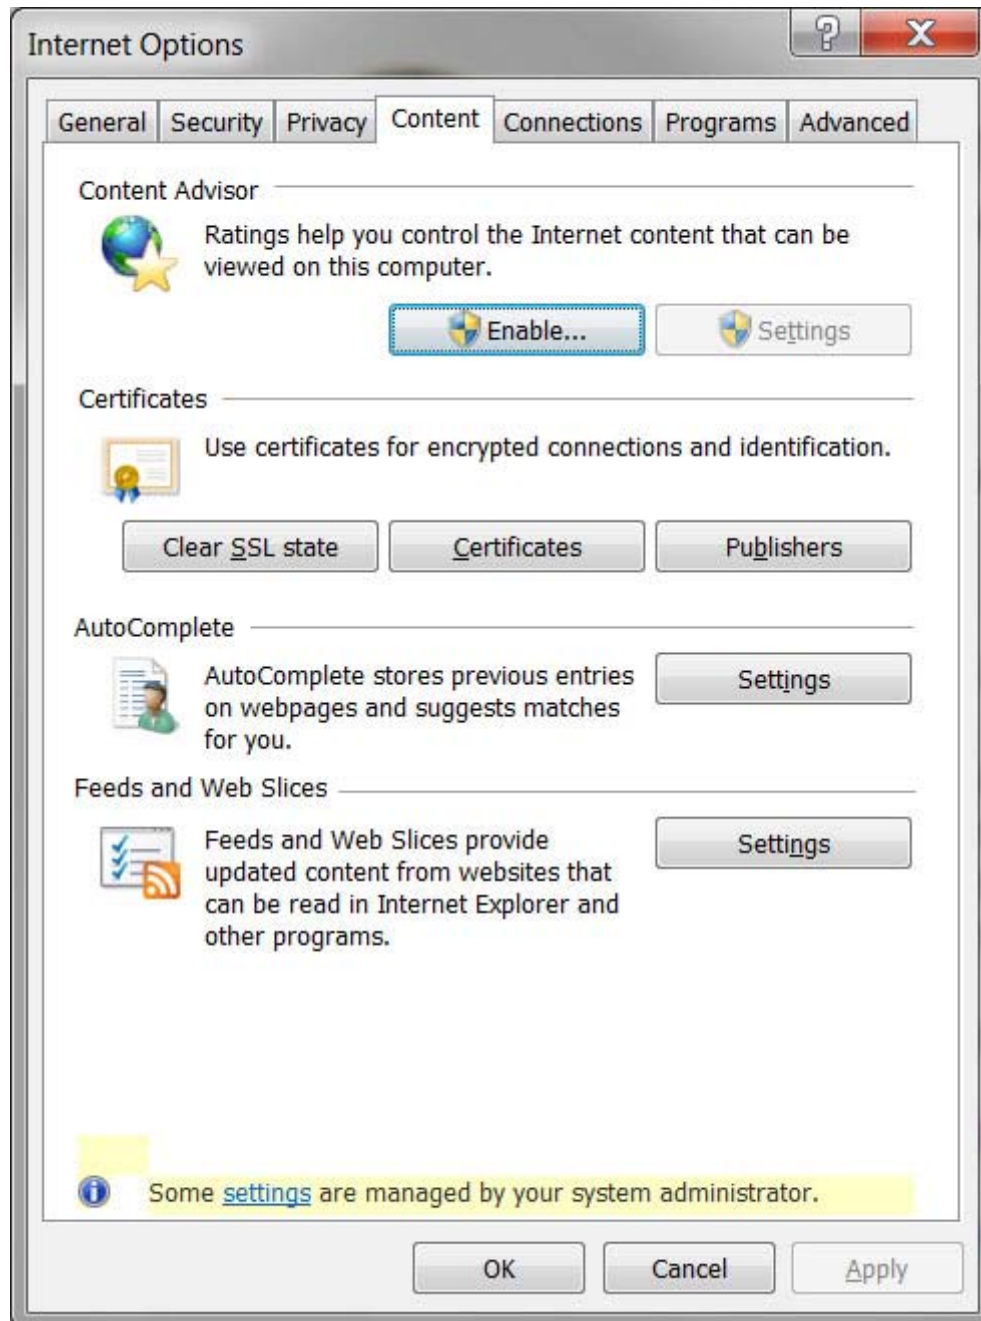 Internet Options
General Security Privacy Content Connections Programs Advanced
Content Advisor
Ratings help you control the Internet content that can be
viewed on this computer.
Enable... Settings
Certificates
Use certificates for encrypted connections and identification.
Clear SSL state Certificates Publishers
AutoComplete
AutoComplete stores previous entries
on webpages and suggests matches
for you.
Settings
Feeds and Web Slices
Feeds and Web Slices provide
updated content from websites that
can be read in Internet Explorer and
other programs.
Settings
Some settings are managed by your system administrator.
OK Cancel Apply